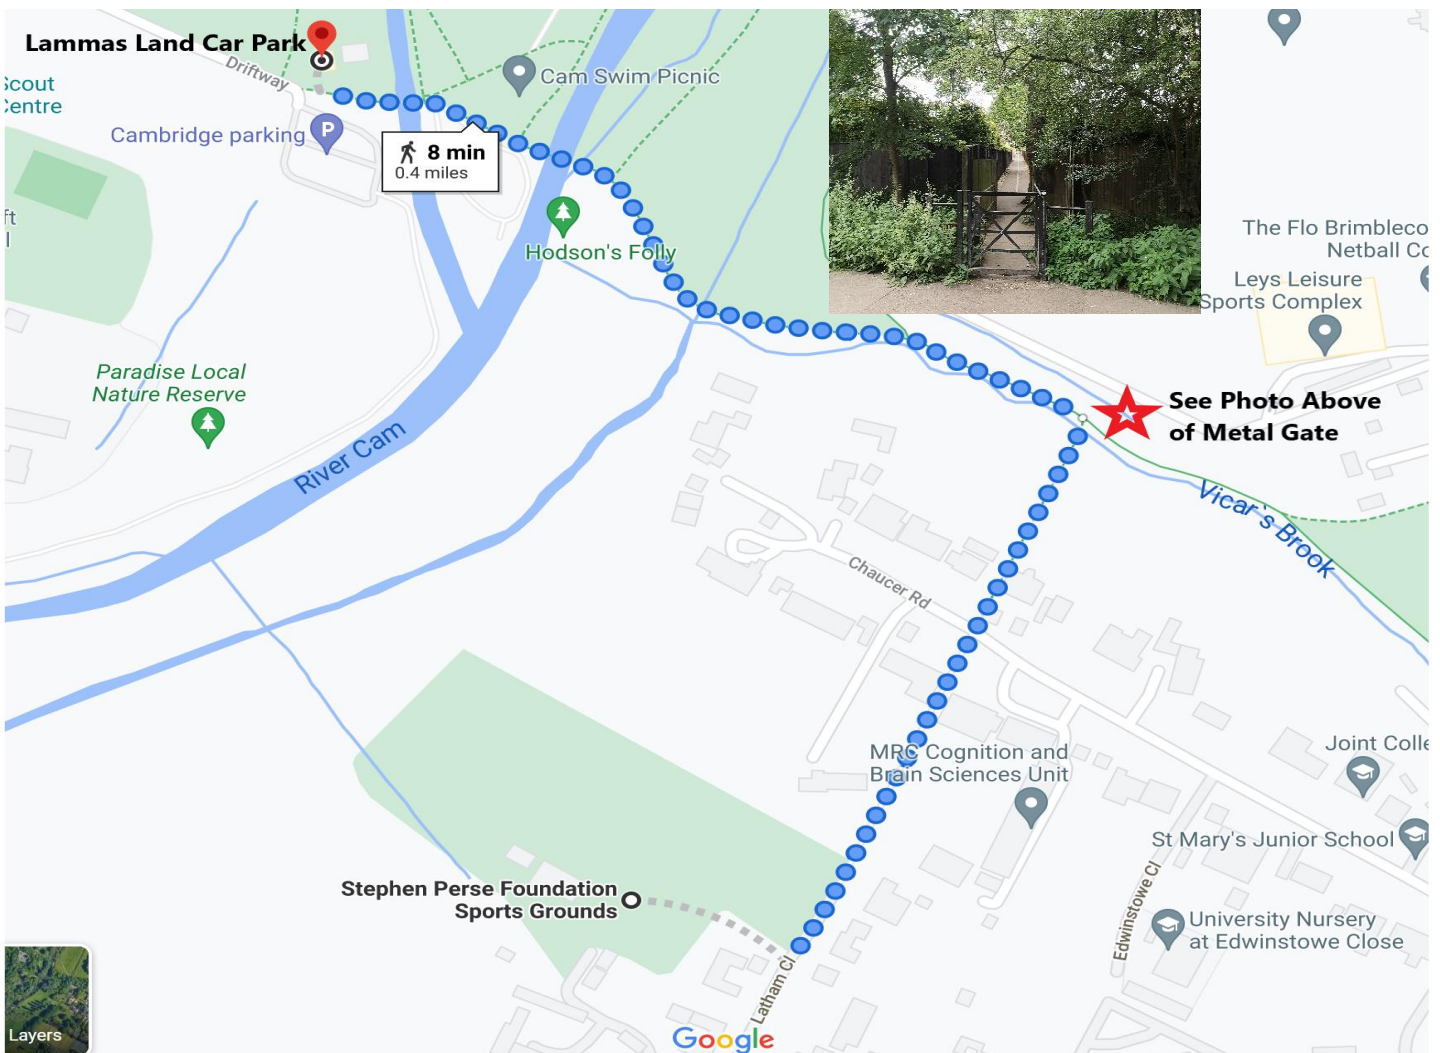 Lammas Land Car Park
Driftway
Scout
Centre
Cambridge parking
P
Cam Swim Picnic
8 min
0.4 miles
Hodson's Folly
ft
l
Paradise Local
Nature Reserve
River Cam
The Flo Brimbleco
Netball Co
Leys Leisure
Sports Complex
See Photo Above
of Metal Gate
Vicar`s Brook
Chaucer Rd
MRC Cognition and
Brain Sciences Unit
Joint Colle
St Mary's Junior School
Stephen Perse Foundation
Sports Grounds
Edwinstowe Cl
University Nursery
at Edwinstowe Close
Latham Cl
Layers
Google